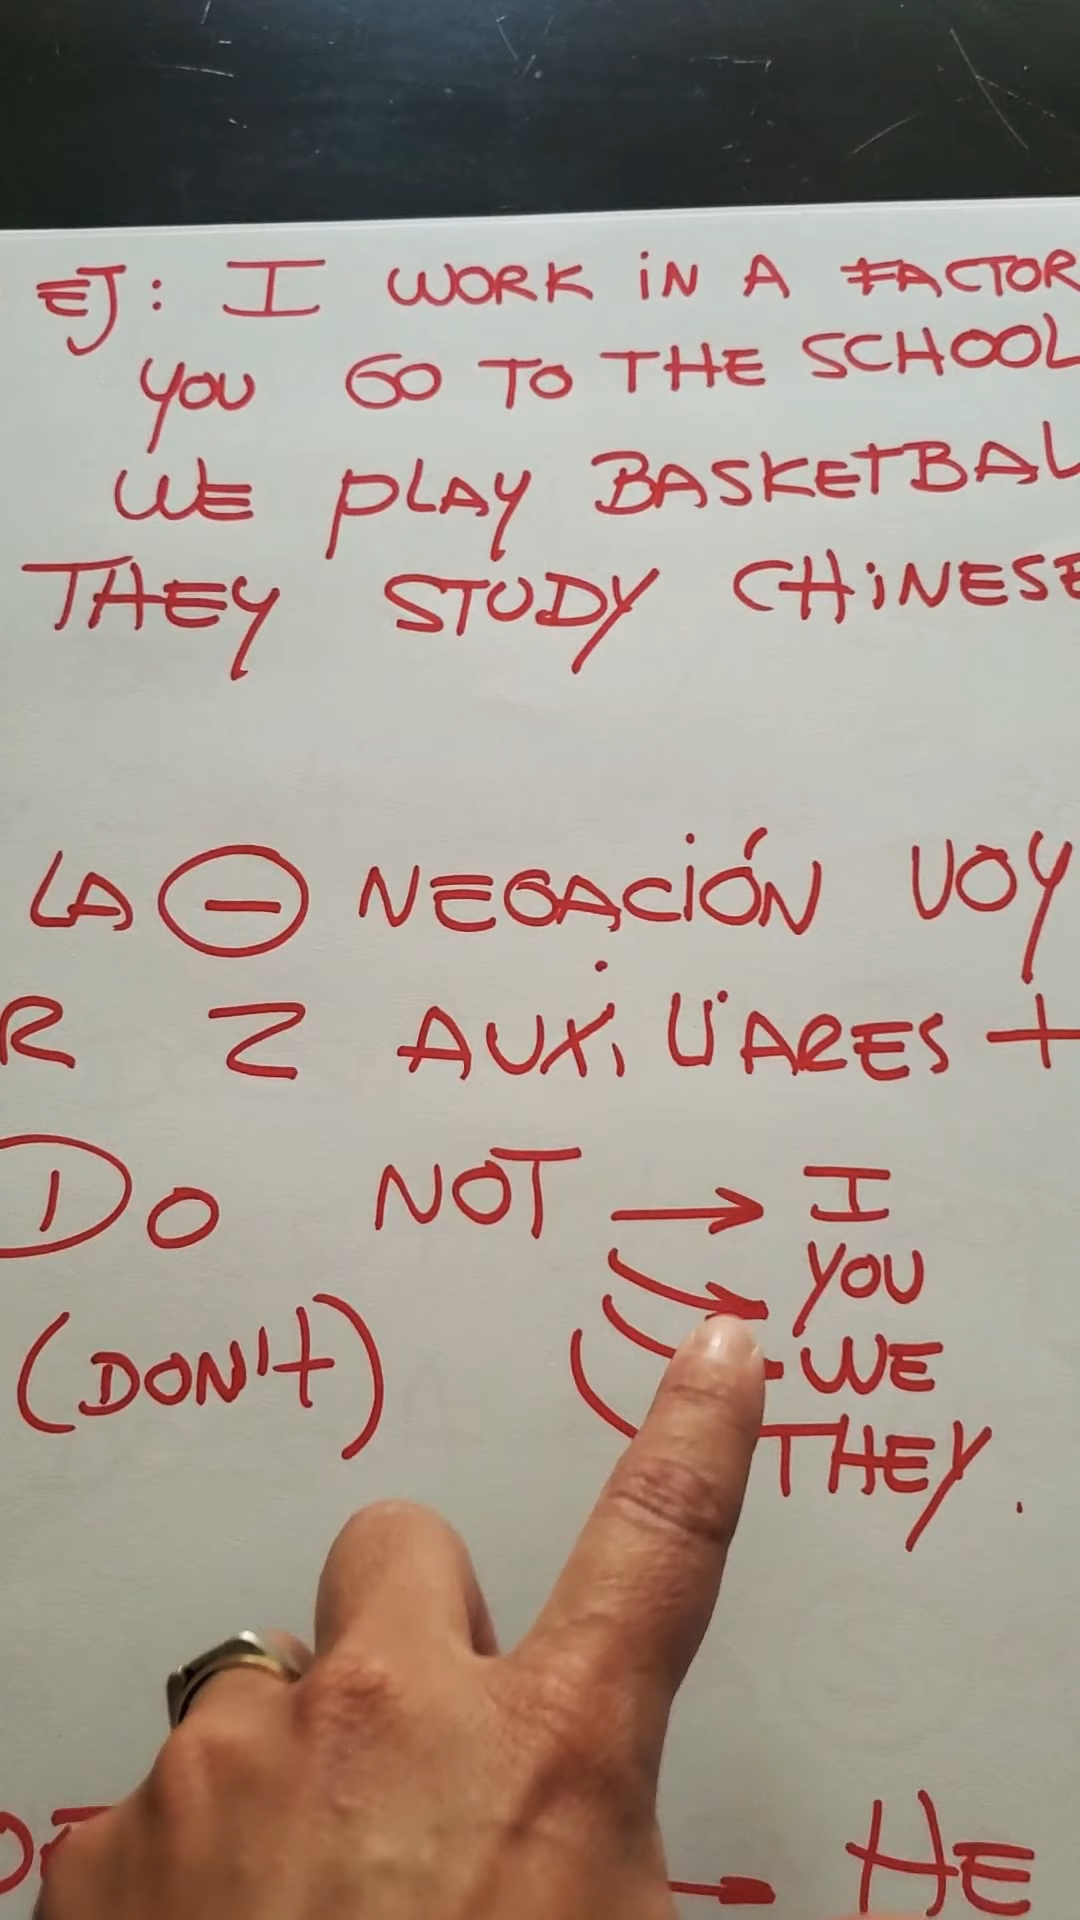 EJ: I WORK IN A FACTOR
YOU GO TO THE SCHOOL
WE PLAY BASKETBAL
THEY STUDY CHINESE
LA - NEGACIÓN VOY
R 2 AUXILIARES +
DO NOT → I
YOU
(DON't) WE
THEY.
→ HE